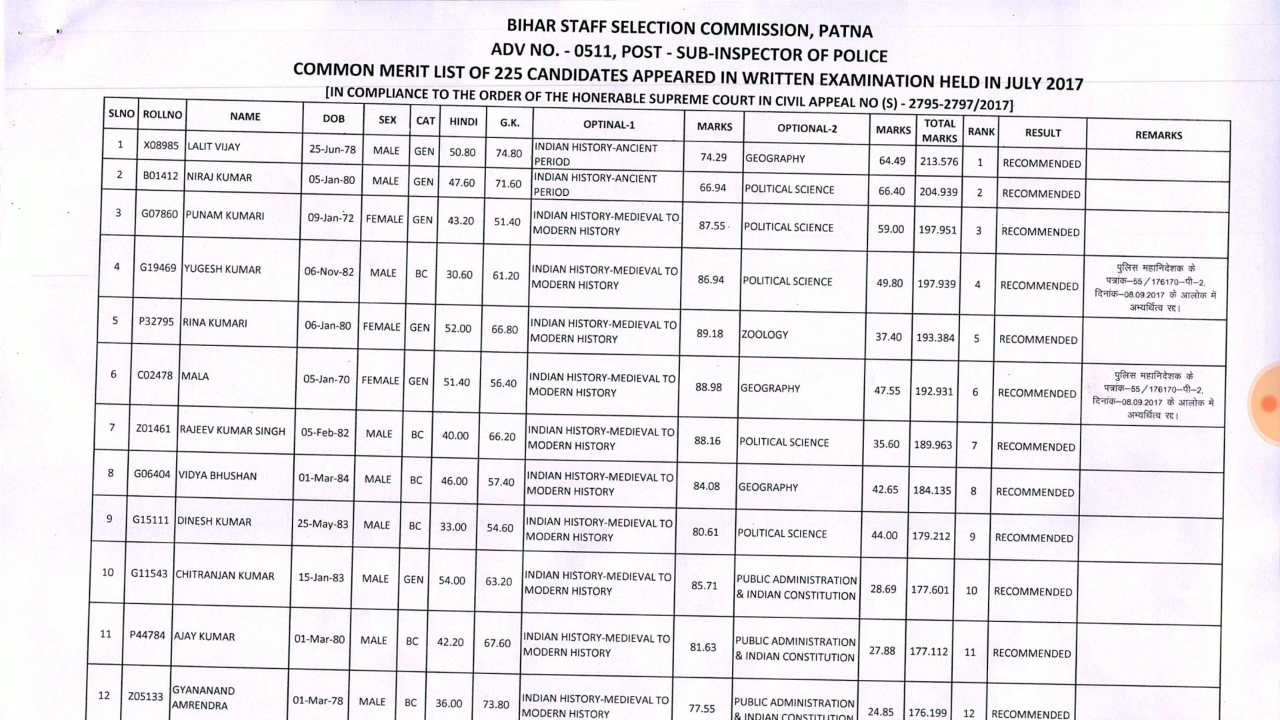 BIHAR STAFF SELECTION COMMISSION, PATNA
ADV NO. - 0511, POST - SUB-INSPECTOR OF POLICE
COMMON MERIT LIST OF 225 CANDIDATES APPEARED IN WRITTEN EXAMINATION HELD IN JULY 2017
[IN COMPLIANCE TO THE ORDER OF THE HONERABLE SUPREME COURT IN CIVIL APPEAL NO (S) - 2795-2797/2017]
SLNO ROLLNO NAME DOB SEX CAT HINDI G.K. OPTINAL-1 MARKS OPTIONAL-2 MARKS TOTAL MARKS RANK RESULT REMARKS
1 X08985 LALIT VIJAY 25-Jun-78 MALE GEN 50.80 74.80 INDIAN HISTORY-ANCIENT PERIOD 74.29 GEOGRAPHY 64.49 213.576 1 RECOMMENDED
2 B01412 NIRAJ KUMAR 05-Jan-80 MALE GEN 47.60 71.60 INDIAN HISTORY-ANCIENT PERIOD 66.94 POLITICAL SCIENCE 66.40 204.939 2 RECOMMENDED
3 G07860 PUNAM KUMARI 09-Jan-72 FEMALE GEN 43.20 51.40 INDIAN HISTORY-MEDIEVAL TO MODERN HISTORY 87.55 POLITICAL SCIENCE 59.00 197.951 3 RECOMMENDED
4 G19469 YUGESH KUMAR 06-Nov-82 MALE BC 30.60 61.20 INDIAN HISTORY-MEDIEVAL TO MODERN HISTORY 86.94 POLITICAL SCIENCE 49.80 197.939 4 RECOMMENDED पुलिस महानिदेशक के पत्रांक–55/176170–पी–2, दिनांक–08.09.2017 के आलोक में अभ्यर्थित्व रद्द।
5 P32795 RINA KUMARI 06-Jan-80 FEMALE GEN 52.00 66.80 INDIAN HISTORY-MEDIEVAL TO MODERN HISTORY 89.18 ZOOLOGY 37.40 193.384 5 RECOMMENDED
6 C02478 MALA 05-Jan-70 FEMALE GEN 51.40 56.40 INDIAN HISTORY-MEDIEVAL TO MODERN HISTORY 88.98 GEOGRAPHY 47.55 192.931 6 RECOMMENDED पुलिस महानिदेशक के पत्रांक–55/176170–पी–2, दिनांक–08.09.2017 के आलोक में अभ्यर्थित्व रद्द।
7 Z01461 RAJEEV KUMAR SINGH 05-Feb-82 MALE BC 40.00 66.20 INDIAN HISTORY-MEDIEVAL TO MODERN HISTORY 88.16 POLITICAL SCIENCE 35.60 189.963 7 RECOMMENDED
8 G06404 VIDYA BHUSHAN 01-Mar-84 MALE BC 46.00 57.40 INDIAN HISTORY-MEDIEVAL TO MODERN HISTORY 84.08 GEOGRAPHY 42.65 184.135 8 RECOMMENDED
9 G15111 DINESH KUMAR 25-May-83 MALE BC 33.00 54.60 INDIAN HISTORY-MEDIEVAL TO MODERN HISTORY 80.61 POLITICAL SCIENCE 44.00 179.212 9 RECOMMENDED
10 G11543 CHITRANJAN KUMAR 15-Jan-83 MALE GEN 54.00 63.20 INDIAN HISTORY-MEDIEVAL TO MODERN HISTORY 85.71 PUBLIC ADMINISTRATION & INDIAN CONSTITUTION 28.69 177.601 10 RECOMMENDED
11 P44784 AJAY KUMAR 01-Mar-80 MALE BC 42.20 67.60 INDIAN HISTORY-MEDIEVAL TO MODERN HISTORY 81.63 PUBLIC ADMINISTRATION & INDIAN CONSTITUTION 27.88 177.112 11 RECOMMENDED
12 Z05133 GYANANAND AMRENDRA 01-Mar-78 MALE BC 36.00 73.80 INDIAN HISTORY-MEDIEVAL TO MODERN HISTORY 77.55 PUBLIC ADMINISTRATION & INDIAN CONSTITUTION 24.85 176.199 12 RECOMMENDED